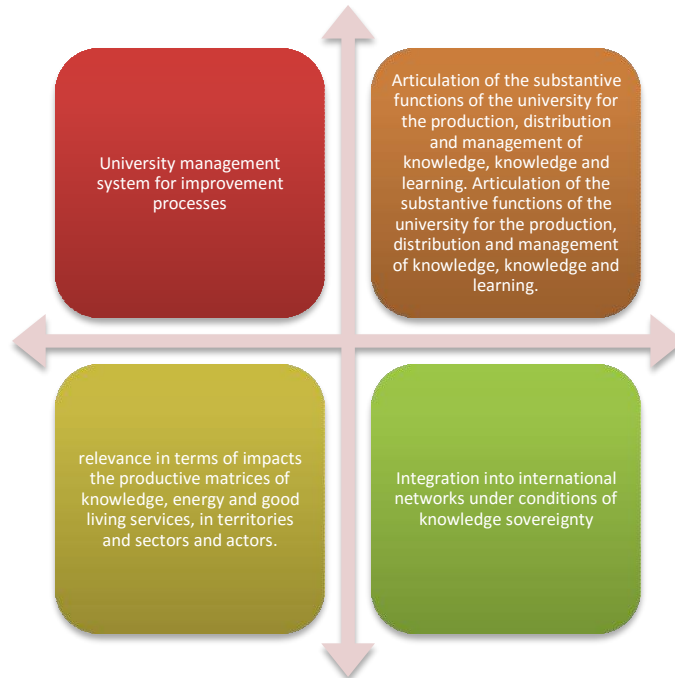 University management
system for improvement
processes
Articulation of the substantive
functions of the university for
the production, distribution
and management of
knowledge, knowledge and
learning. Articulation of the
substantive functions of the
university for the production,
distribution and management
of knowledge, knowledge and
learning.
relevance in terms of impacts
the productive matrices of
knowledge, energy and good
living services, in territories
and sectors and actors.
Integration into international
networks under conditions of
knowledge sovereignty